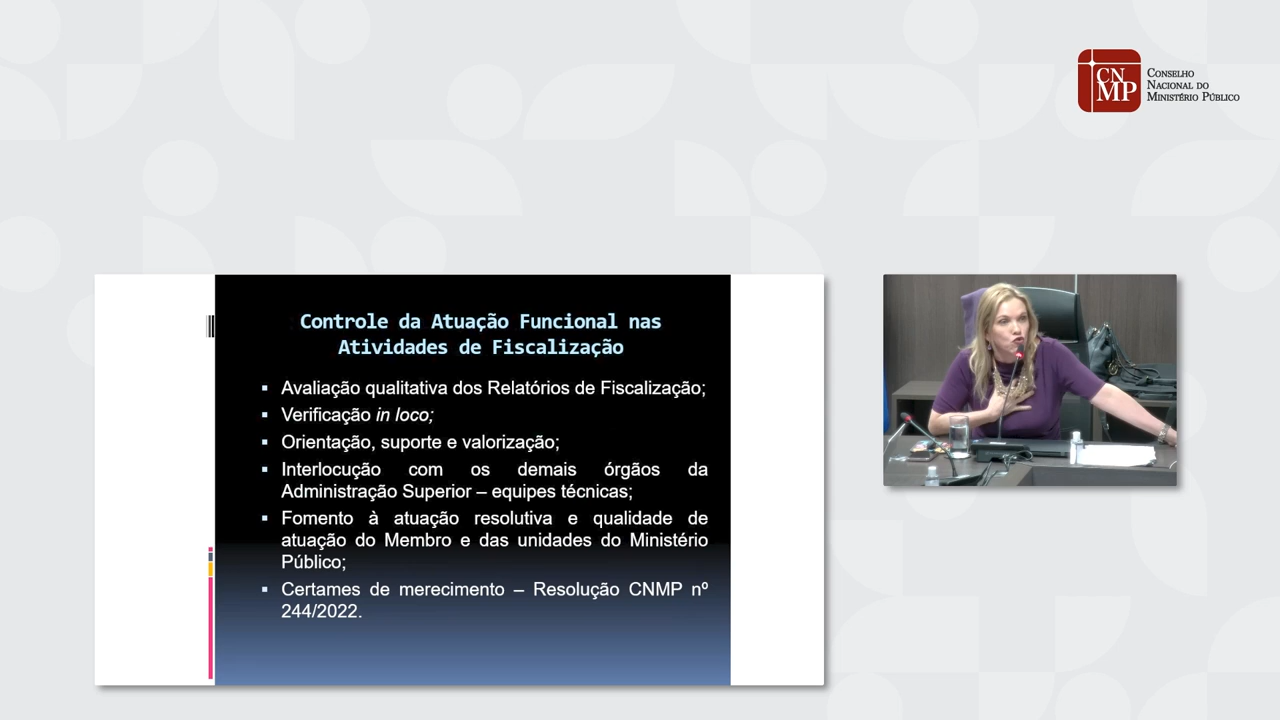 CN
MP
Conselho
Nacional do
Ministério Público
Controle da Atuação Funcional nas
Atividades de Fiscalização
▪ Avaliação qualitativa dos Relatórios de Fiscalização;
▪ Verificação in loco;
▪ Orientação, suporte e valorização;
▪ Interlocução com os demais órgãos da
Administração Superior – equipes técnicas;
▪ Fomento à atuação resolutiva e qualidade de
atuação do Membro e das unidades do Ministério
Público;
▪ Certames de merecimento – Resolução CNMP nº
244/2022.